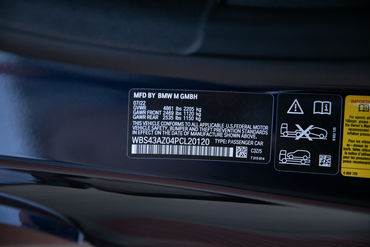 MFD BY BMW M GMBH
07/22
GVWR 4861 lbs 2205 kg
GAWR FRONT 2469 lbs 1120 kg
GAWR REAR 2535 lbs 1150 kg
THIS VEHICLE CONFORMS TO ALL APPLICABLE
FEDERAL MOTOR VEHICLE SAFETY, BUMPER,
AND THEFT PREVENTION STANDARDS IN EFFECT
ON THE DATE OF MANUFACTURE SHOWN ABOVE.
WBS43AZ04PCL20120
TYPE: PASSENGER CAR
C32/5